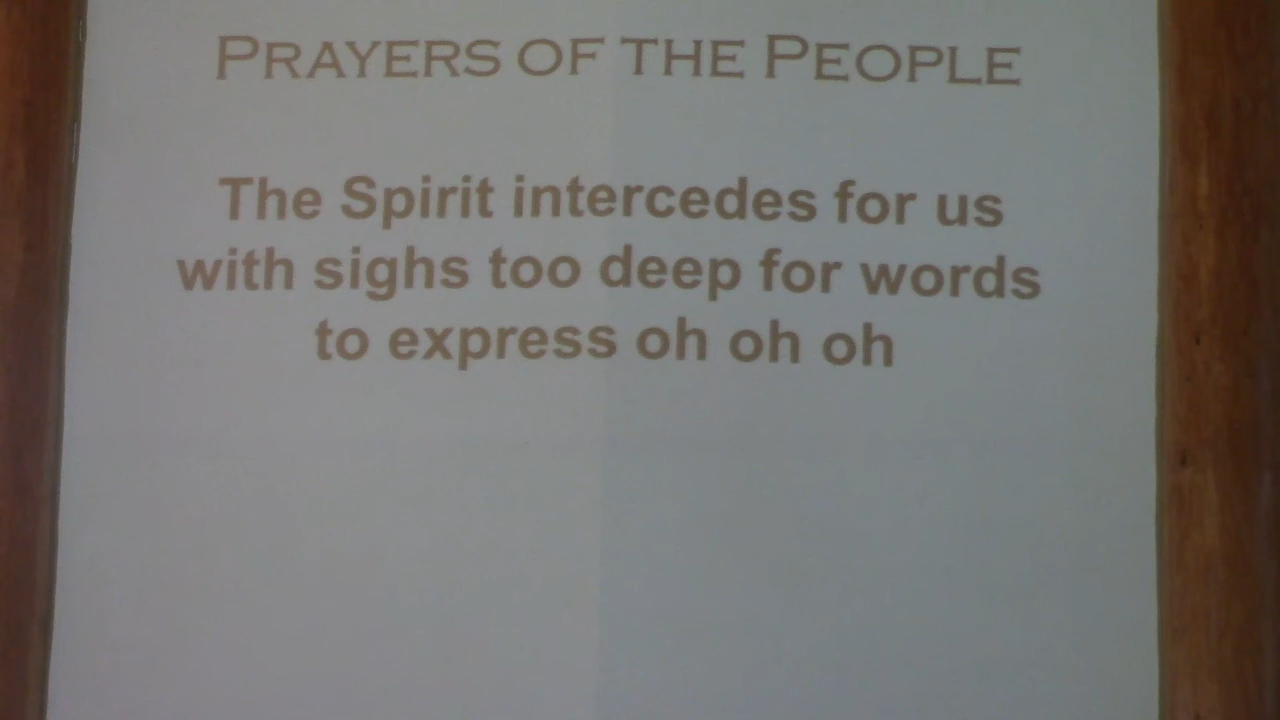 PRAYERS OF THE PEOPLE
The Spirit intercedes for us
with sighs too deep for words
to express oh oh oh